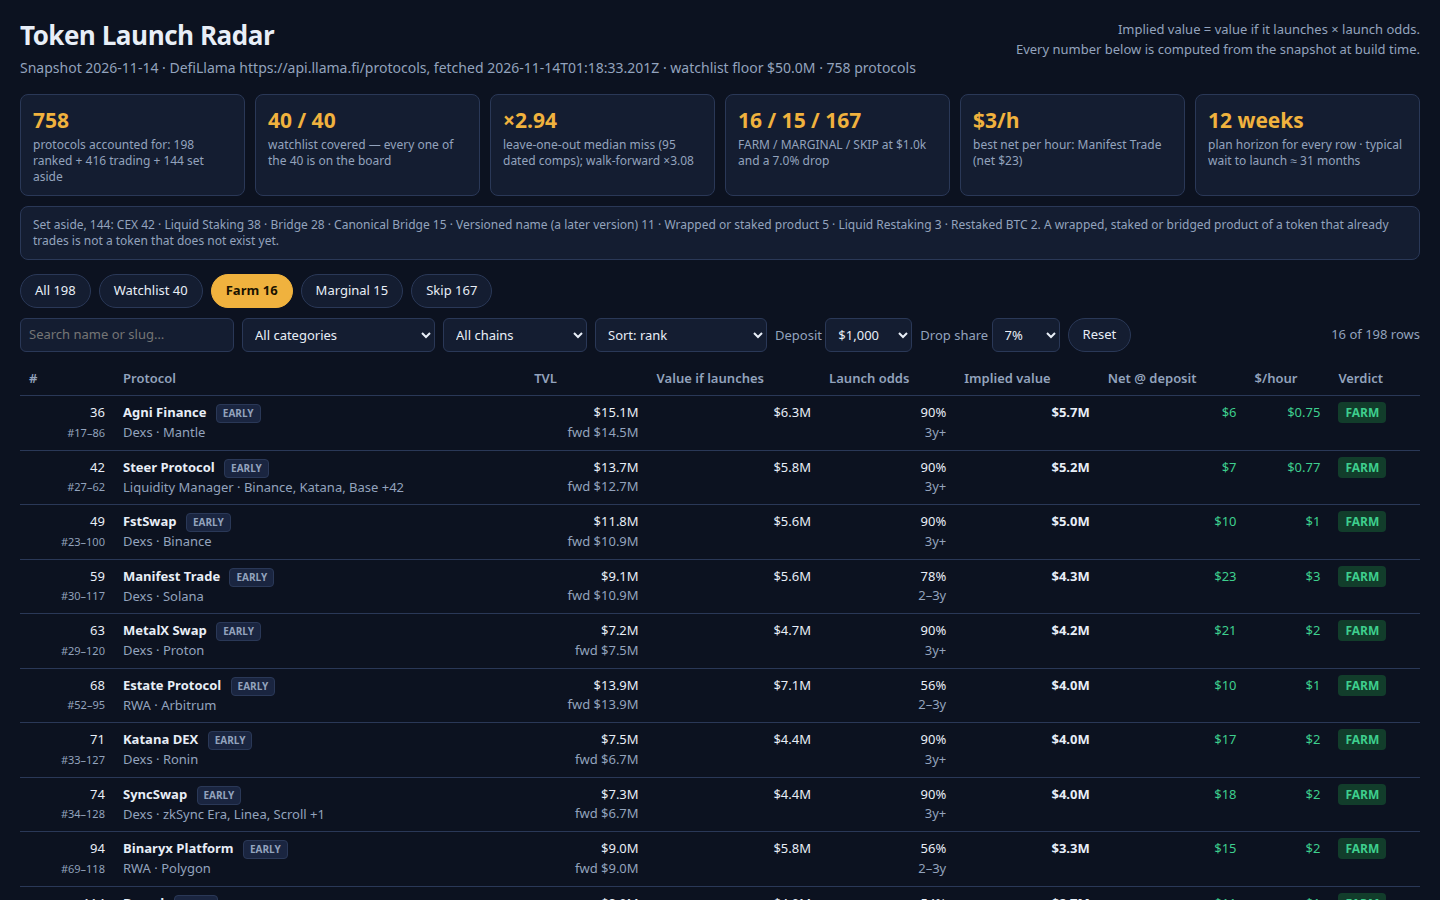 Token Launch Radar
Implied value = value if it launches × launch odds.
Every number below is computed from the snapshot at build time.
Snapshot 2026-11-14 · DefiLlama https://api.llama.fi/protocols, fetched 2026-11-14T01:18:33.201Z · watchlist floor $50.0M · 758 protocols
758
protocols accounted for: 198
ranked + 416 trading + 144 set
aside
40 / 40
watchlist covered — every one of
the 40 is on the board
×2.94
leave-one-out median miss (95
dated comps); walk-forward ×3.08
16 / 15 / 167
FARM / MARGINAL / SKIP at $1.0k
and a 7.0% drop
$3/h
best net per hour: Manifest Trade
(net $23)
12 weeks
plan horizon for every row · typical
wait to launch ≈ 31 months
Set aside, 144: CEX 42 · Liquid Staking 38 · Bridge 28 · Canonical Bridge 15 · Versioned name (a later version) 11 · Wrapped or staked product 5 · Liquid Restaking 3 · Restaked BTC 2. A wrapped, staked or bridged product of a token that already
trades is not a token that does not exist yet.
All 198 Watchlist 40 Farm 16 Marginal 15 Skip 167
Search name or slug... All categories All chains Sort: rank Deposit $1,000 Drop share 7% Reset 16 of 198 rows
# Protocol TVL Value if launches Launch odds Implied value Net @ deposit $/hour Verdict
36 Agni Finance EARLY $15.1M $6.3M 90% $5.7M $6 $0.75 FARM
#17–86 Dexs · Mantle fwd $14.5M 3y+
42 Steer Protocol EARLY $13.7M $5.8M 90% $5.2M $7 $0.77 FARM
#27–62 Liquidity Manager · Binance, Katana, Base +42 fwd $12.7M 3y+
49 FstSwap EARLY $11.8M $5.6M 90% $5.0M $10 $1 FARM
#23–100 Dexs · Binance fwd $10.9M 3y+
59 Manifest Trade EARLY $9.1M $5.6M 78% $4.3M $23 $3 FARM
#30–117 Dexs · Solana fwd $10.9M 2–3y
63 MetalX Swap EARLY $7.2M $4.7M 90% $4.2M $21 $2 FARM
#29–120 Dexs · Proton fwd $7.5M 3y+
68 Estate Protocol EARLY $13.9M $7.1M 56% $4.0M $10 $1 FARM
#52–95 RWA · Arbitrum fwd $13.9M 2–3y
71 Katana DEX EARLY $7.5M $4.4M 90% $4.0M $17 $2 FARM
#33–127 Dexs · Ronin fwd $6.7M 3y+
74 SyncSwap EARLY $7.3M $4.4M 90% $4.0M $18 $2 FARM
#34–128 Dexs · zkSync Era, Linea, Scroll +1 fwd $6.7M 3y+
94 Binaryx Platform EARLY $9.0M $5.8M 56% $3.3M $15 $2 FARM
#69–118 RWA · Polygon fwd $9.0M 2–3y